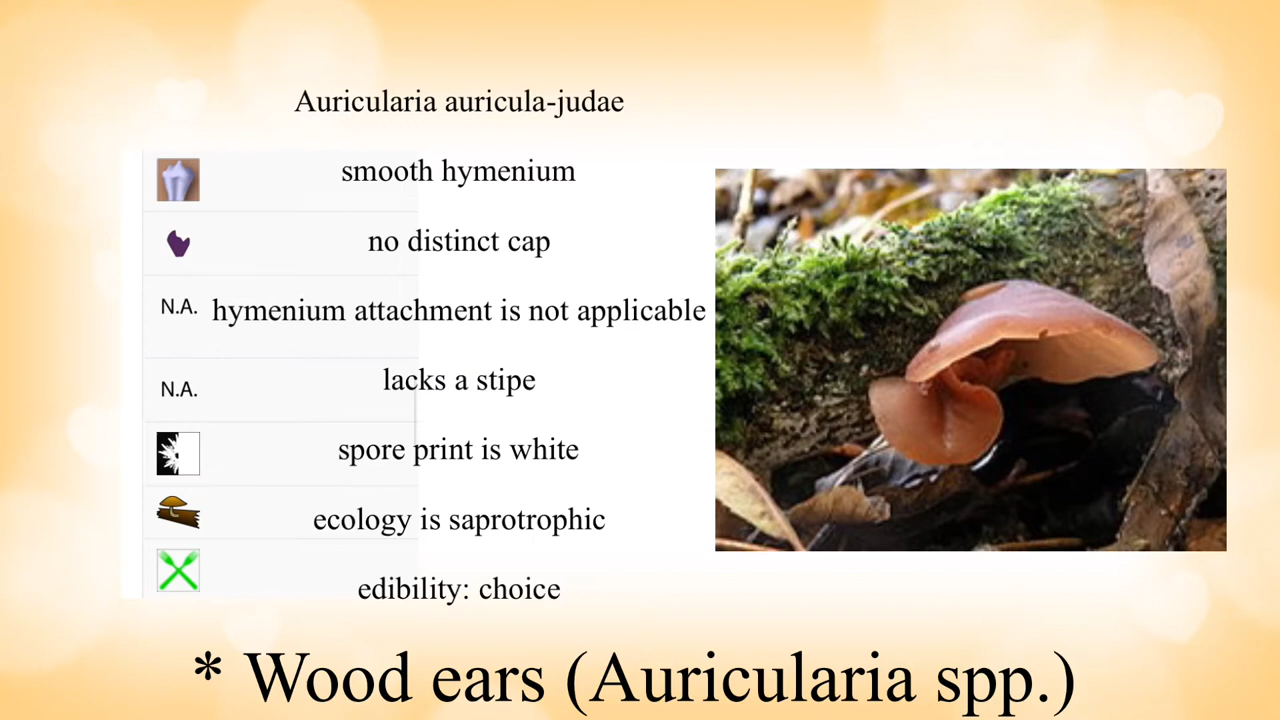 Auricularia auricula-judae
smooth hymenium
no distinct cap
N.A. hymenium attachment is not applicable
N.A. lacks a stipe
spore print is white
ecology is saprotrophic
edibility: choice
* Wood ears (Auricularia spp.)